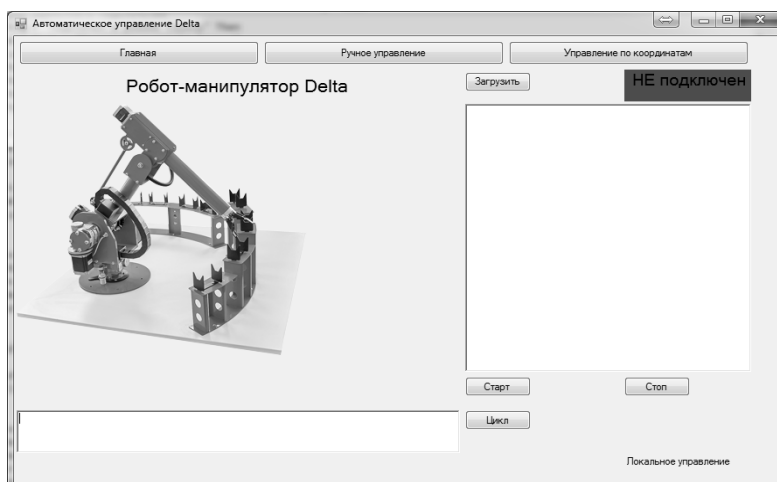 Автоматическое управление Delta
Главная
Ручное управление
Управление по координатам
Робот-манипулятор Delta
Загрузить
НЕ подключен
Старт
Стоп
Цикл
Локальное управление